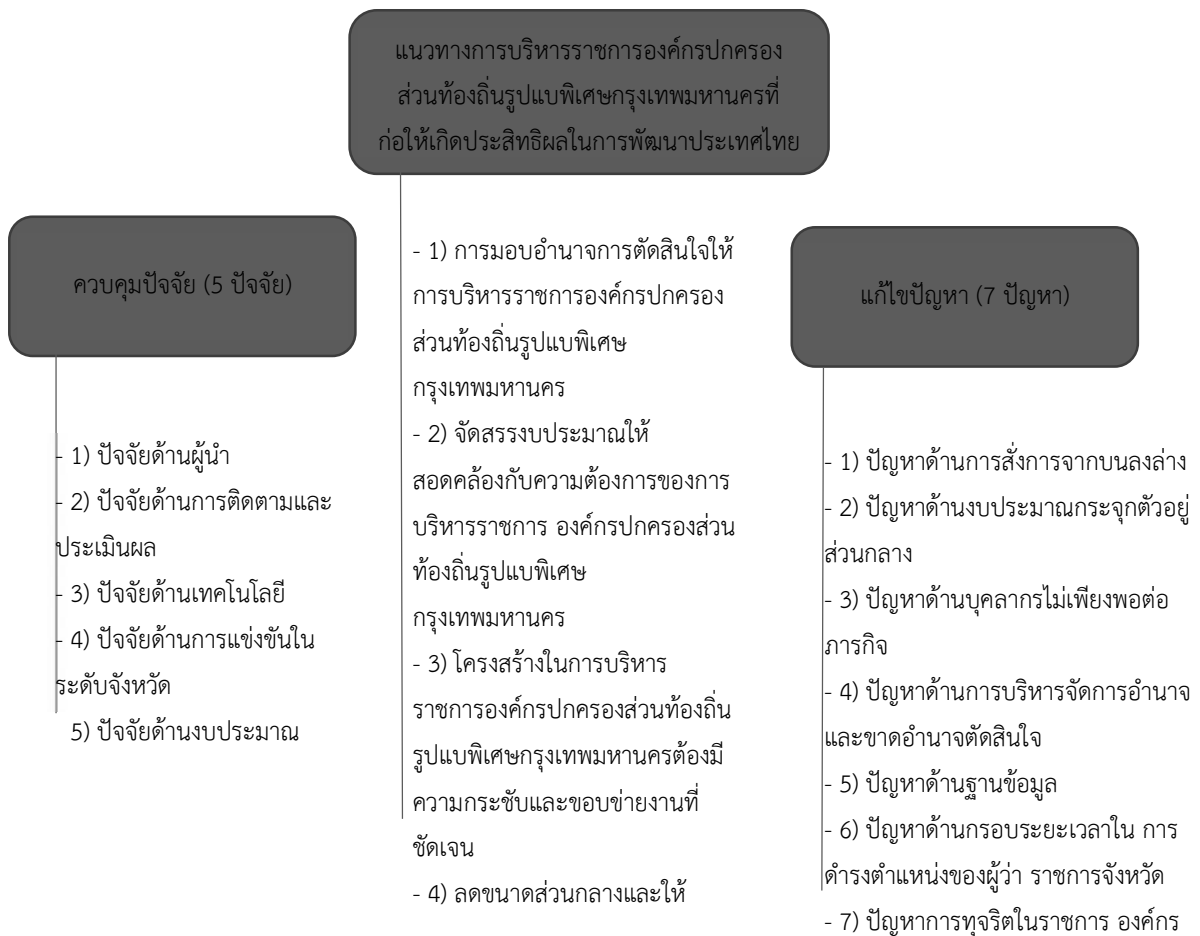 แนวทางการบริหารราชการองค์กรปกครอง
ส่วนท้องถิ่นรูปแบบพิเศษกรุงเทพมหานครที่
ก่อให้เกิดประสิทธิผลในการพัฒนาประเทศไทย
ควบคุมปัจจัย (5 ปัจจัย)
- 1) ปัจจัยด้านผู้นำ
- 2) ปัจจัยด้านการติดตามและ
ประเมินผล
- 3) ปัจจัยด้านเทคโนโลยี
- 4) ปัจจัยด้านการแข่งขันใน
ระดับจังหวัด
5) ปัจจัยด้านงบประมาณ
- 1) การมอบอำนาจการตัดสินใจให้
การบริหารราชการองค์กรปกครอง
ส่วนท้องถิ่นรูปแบบพิเศษ
กรุงเทพมหานคร
- 2) จัดสรรงบประมาณให้
สอดคล้องกับความต้องการของการ
บริหารราชการ องค์กรปกครองส่วน
ท้องถิ่นรูปแบบพิเศษ
กรุงเทพมหานคร
- 3) โครงสร้างในการบริหาร
ราชการองค์กรปกครองส่วนท้องถิ่น
รูปแบบพิเศษกรุงเทพมหานครต้องมี
ความกระชับและขอบข่ายงานที่
ชัดเจน
- 4) ลดขนาดส่วนกลางและให้
แก้ไขปัญหา (7 ปัญหา)
- 1) ปัญหาด้านการสั่งการจากบนลงล่าง
- 2) ปัญหาด้านงบประมาณกระจุกตัวอยู่
ส่วนกลาง
- 3) ปัญหาด้านบุคลากรไม่เพียงพอต่อ
ภารกิจ
- 4) ปัญหาด้านการบริหารจัดการอำนาจ
และขาดอำนาจตัดสินใจ
- 5) ปัญหาด้านฐานข้อมูล
- 6) ปัญหาด้านกรอบระยะเวลาใน การ
ดำรงตำแหน่งของผู้ว่า ราชการจังหวัด
- 7) ปัญหาการทุจริตในราชการ องค์กร